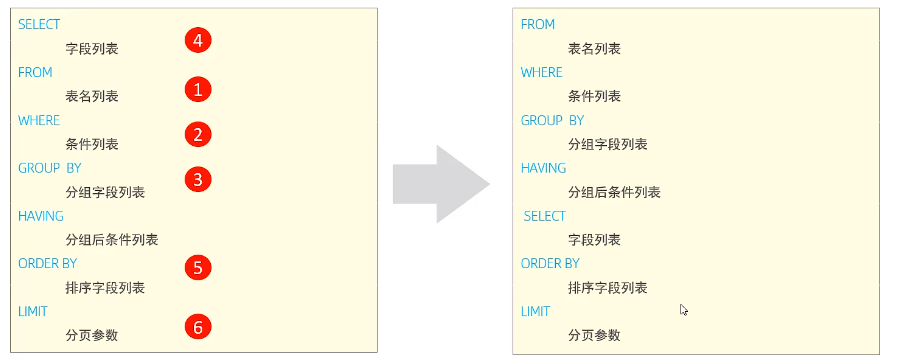 SELECT
字段列表
4
FROM
表名列表
1
WHERE
条件列表
2
GROUP BY
分组字段列表
3
HAVING
分组后条件列表
ORDER BY
排序字段列表
5
LIMIT
分页参数
6
FROM
表名列表
WHERE
条件列表
GROUP BY
分组字段列表
HAVING
分组后条件列表
SELECT
字段列表
ORDER BY
排序字段列表
LIMIT
分页参数